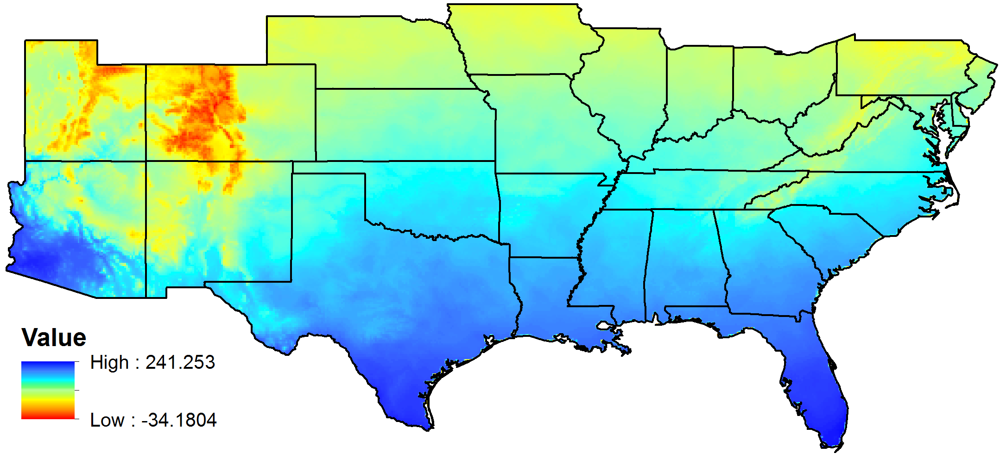 Value
High : 241.253
Low : -34.1804